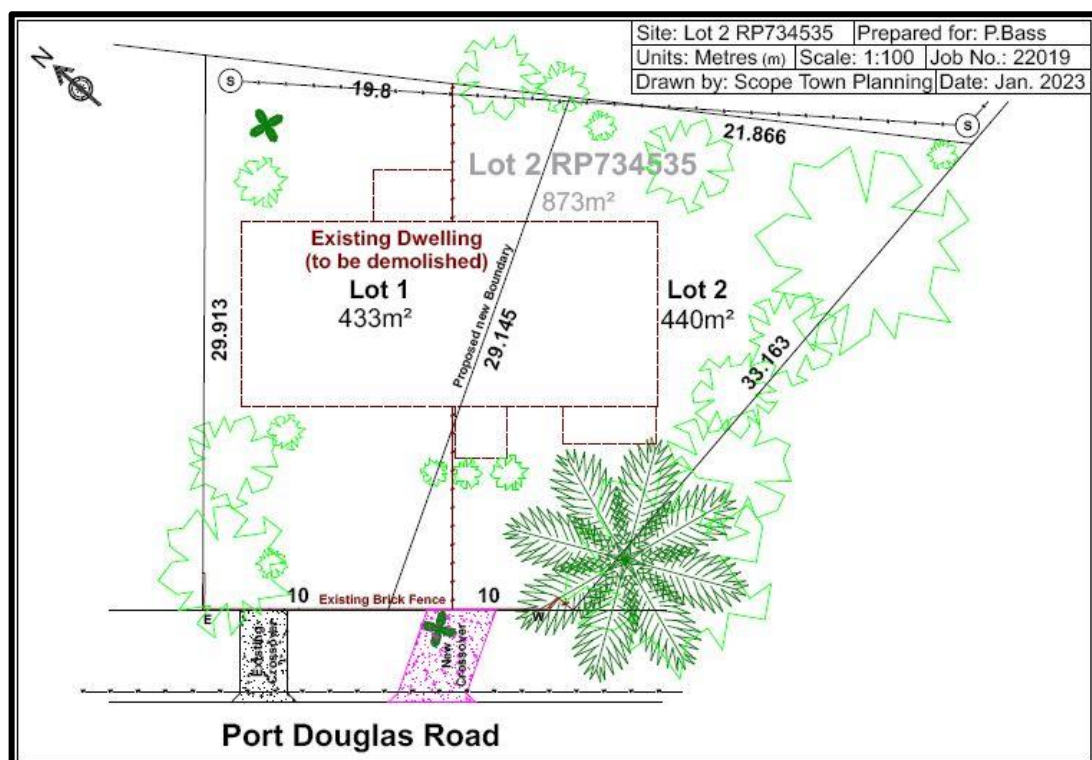 Site: Lot 2 RP734535 Prepared for: P.Bass
Units: Metres (m) Scale: 1:100 Job No.: 22019
Drawn by: Scope Town Planning Date: Jan. 2023
N
S
19.8
S
21.866
Lot 2 RP734535
873m²
Existing Dwelling
(to be demolished)
Lot 1
433m²
Lot 2
440m²
29.913
Proposed new Boundary
29.145
33.163
10
Existing Brick Fence
10
E
W
Existing
Crossover
New
Crossover
Port Douglas Road